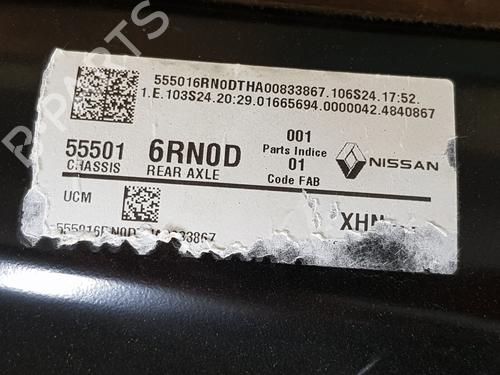 555016RN0DTHA00833867.106S24.17:52.
1.E.103S24.20:29.01665694.0000042.4840867
55501 6RN0D 001
Parts Indice
CHASSIS REAR AXLE 01
Code FAB
NISSAN
UCM
XHN
B-PARTS